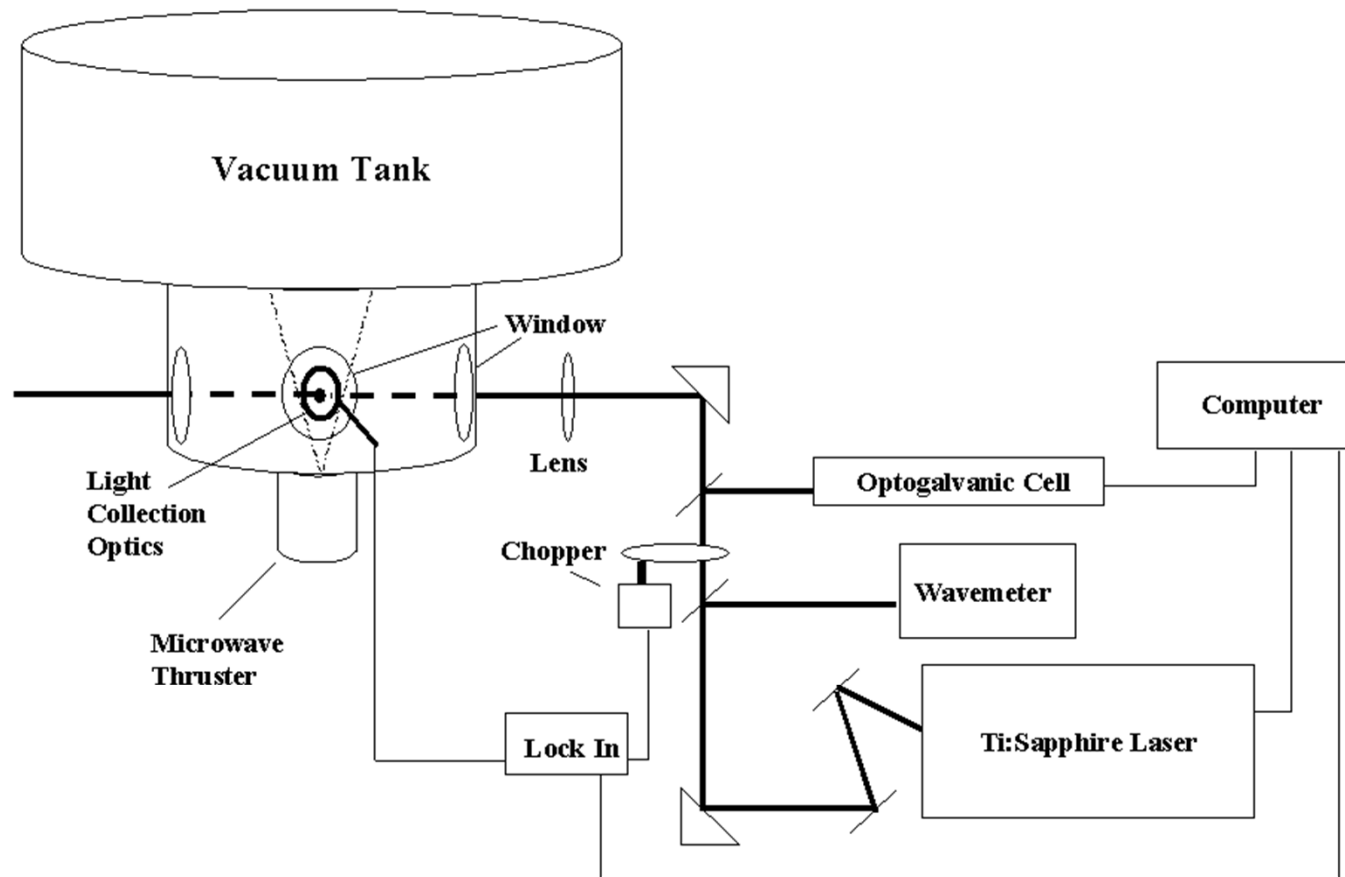 Vacuum Tank
Window
Computer
Lens
Light
Collection
Optics
Optogalvanic Cell
Chopper
Wavemeter
Microwave
Thruster
Lock In
Ti:Sapphire Laser